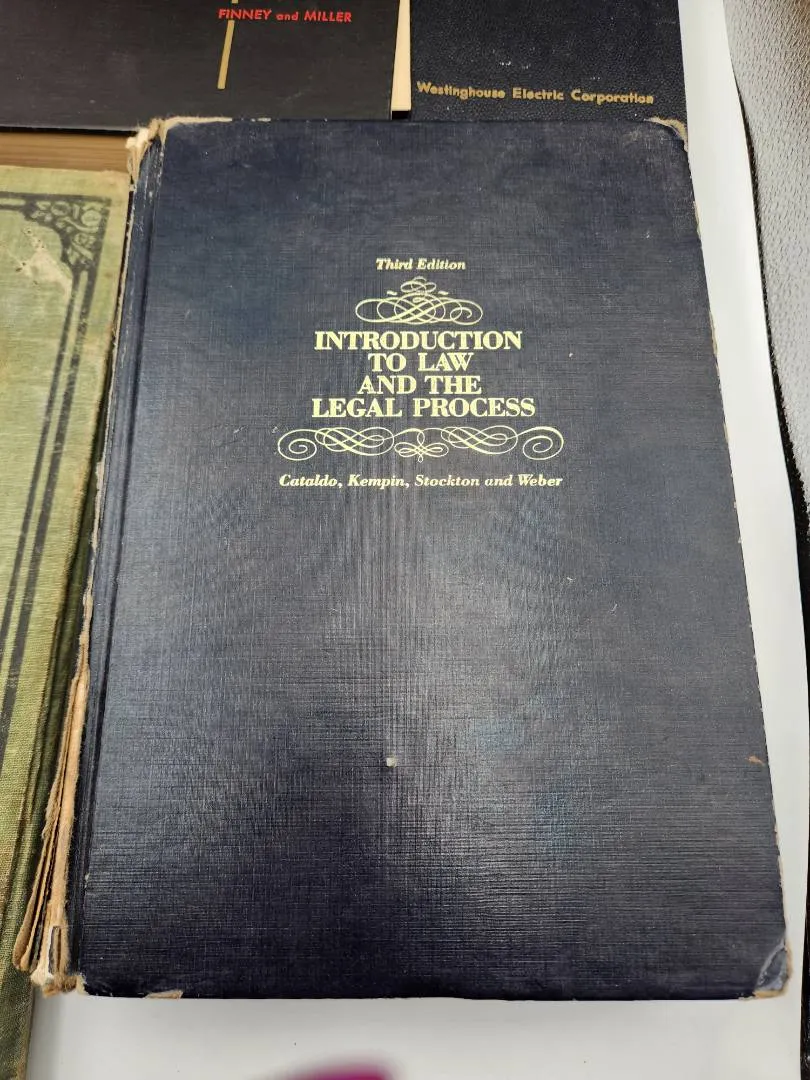 FINNEY and MILLER
Westinghouse Electric Corporation
Third Edition
INTRODUCTION
TO LAW
AND THE
LEGAL PROCESS
Cataldo, Kempin, Stockton and Weber